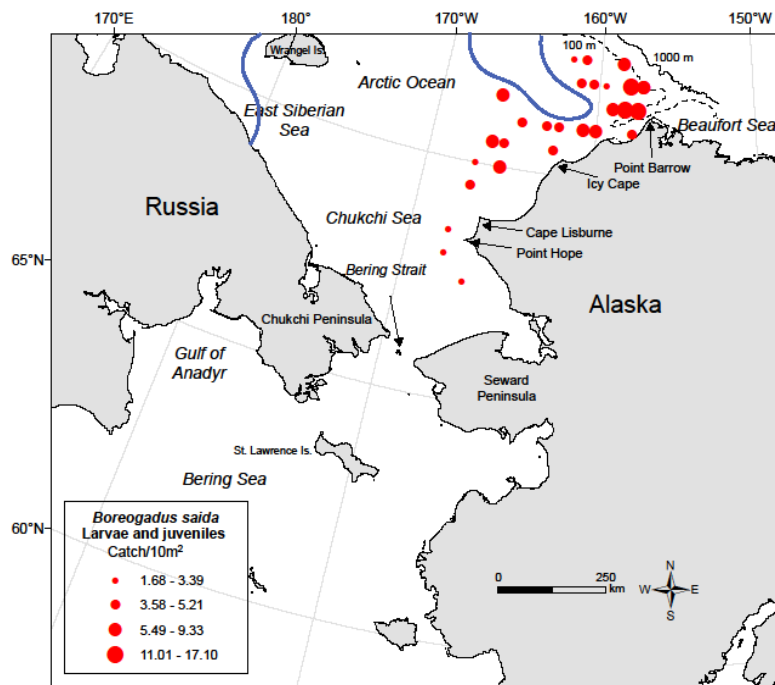 170°E
180°
170°W
160°W
150°W
Wrangel Is.
100 m
1000 m
Arctic Ocean
East Siberian
Sea
Beaufort Sea
Point Barrow
Icy Cape
Russia
Chukchi Sea
Cape Lisburne
Point Hope
65°N
Bering Strait
Alaska
Chukchi Peninsula
Gulf of
Anadyr
Seward
Peninsula
St. Lawrence Is.
Bering Sea
Boreogadus saida
Larvae and juveniles
Catch/10m²
1.68 - 3.39
3.58 - 5.21
5.49 - 9.33
11.01 - 17.10
60°N
0 250
km
N
W E
S